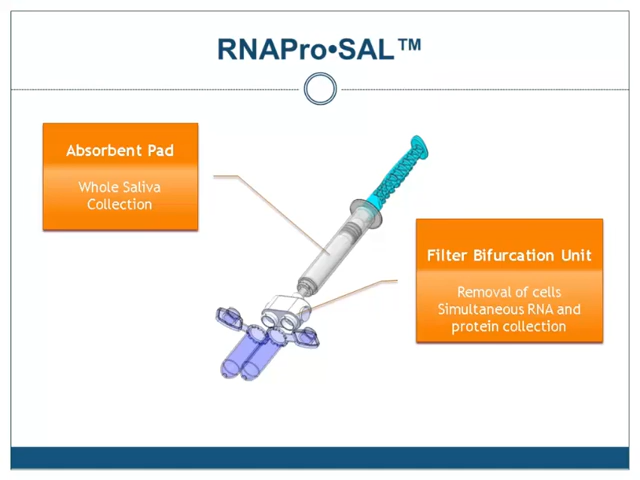 RNAPro•SAL™
Absorbent Pad
Whole Saliva
Collection
Filter Bifurcation Unit
Removal of cells
Simultaneous RNA and
protein collection